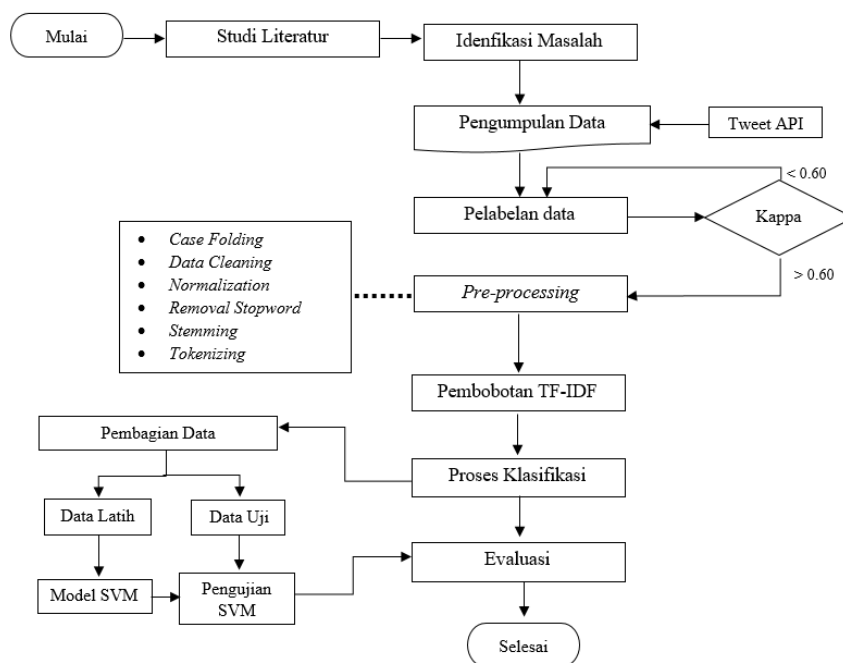 Mulai
Studi Literatur
Idenfikasi Masalah
Pengumpulan Data
Tweet API
< 0.60
Pelabelan data
Kappa
> 0.60
• Case Folding
• Data Cleaning
• Normalization
• Removal Stopword
• Stemming
• Tokenizing
Pre-processing
Pembobotan TF-IDF
Pembagian Data
Proses Klasifikasi
Data Latih
Data Uji
Evaluasi
Model SVM
Pengujian
SVM
Selesai